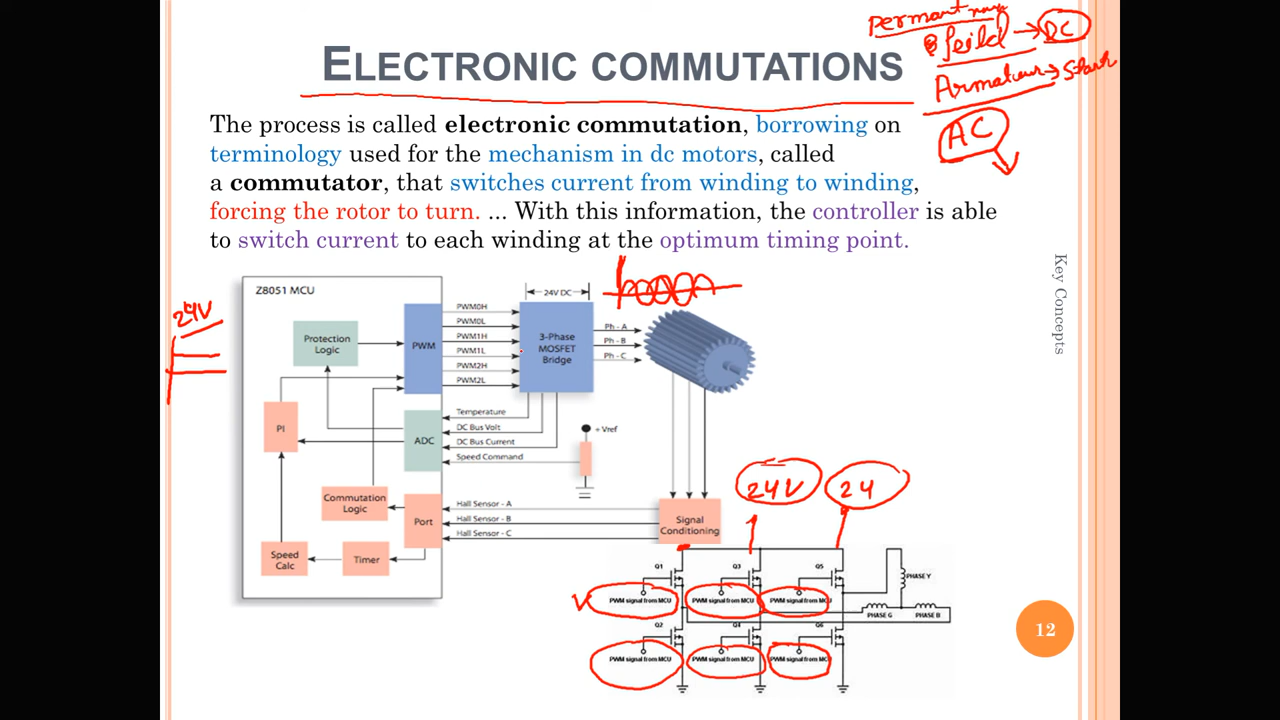 Permant
feild → DC
ELECTRONIC COMMUTATIONS
AC
The process is called electronic commutation, borrowing on
terminology used for the mechanism in dc motors, called
a commutator, that switches current from winding to winding,
forcing the rotor to turn. ... With this information, the controller is able
to switch current to each winding at the optimum timing point.
Key Concepts
24V
Z8051 MCU
24V DC
Protection
Logic
PWM
PWM0H
PWM0L
PWM1H
PWM1L
PWM2H
PWM2L
3-Phase
MOSFET
Bridge
Ph - A
Ph - B
Ph - C
PI
ADC
Temperature
DC Bus Volt
DC Bus Current
Speed Command
+ Vref
Commutation
Logic
Port
Hall Sensor - A
Hall Sensor - B
Hall Sensor - C
Signal
Conditioning
Speed
Calc
Timer
24V
24
Q1
Q3
Q5
PWM signal from MCU
PWM signal from MCU
PWM signal from MCU
PHASE Y
PHASE G
PHASE B
Q2
Q4
Q6
PWM signal from MCU
PWM signal from MCU
PWM signal from MCU
12